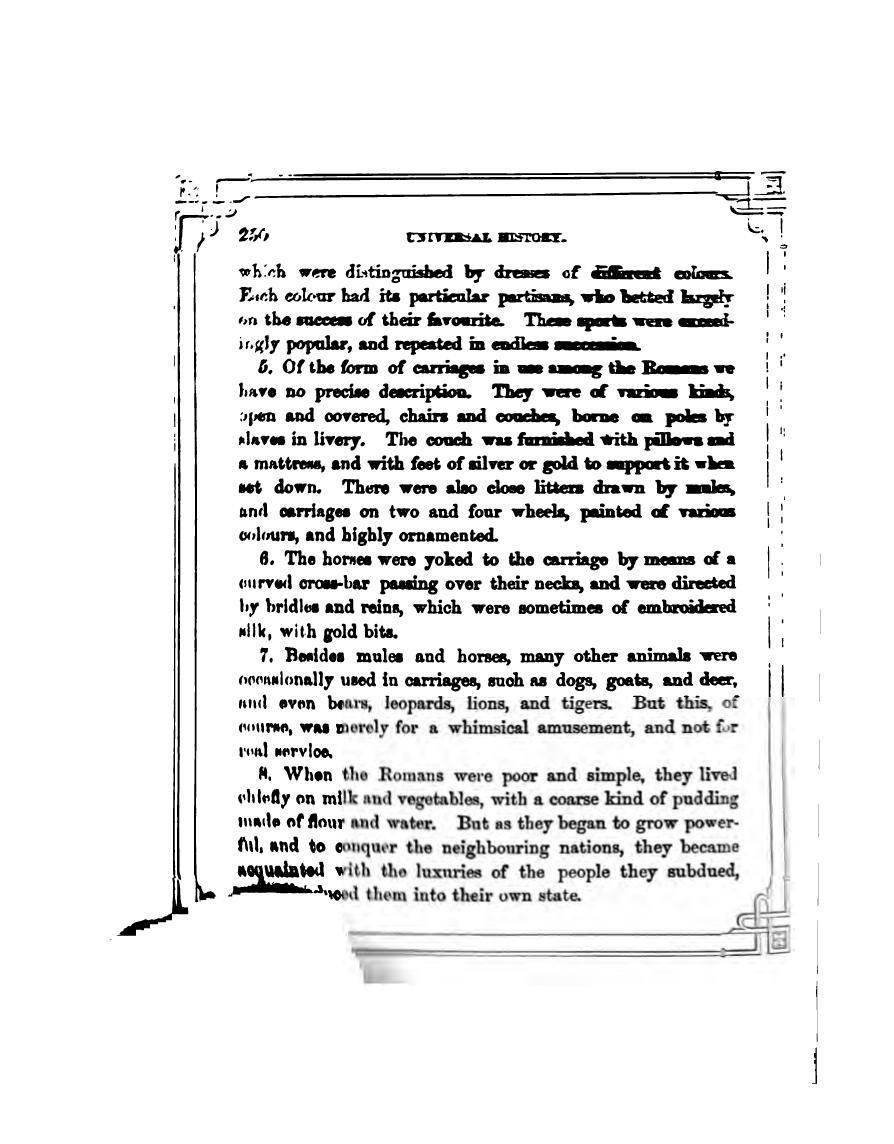 236 UNIVERSAL HISTORY.
which were distinguished by dresses of different colours.
Each colour had its particular partisans, who betted largely
on the success of their favourite. These sports were exceed-
ingly popular, and repeated in endless succession.
5. Of the form of carriages in use among the Romans we
have no precise description. They were of various kinds,
open and covered, chairs and couches, borne on poles by
slaves in livery. The couch was furnished with pillows and
a mattress, and with feet of silver or gold to support it when
set down. There were also close litters drawn by mules,
and carriages on two and four wheels, painted of various
colours, and highly ornamented.
6. The horses were yoked to the carriage by means of a
curved cross-bar passing over their necks, and were directed
by bridles and reins, which were sometimes of embroidered
silk, with gold bits.
7. Besides mules and horses, many other animals were
occasionally used in carriages, such as dogs, goats, and deer,
and even bears, leopards, lions, and tigers. But this, of
course, was merely for a whimsical amusement, and not for
real service.
8. When the Romans were poor and simple, they lived
chiefly on milk and vegetables, with a coarse kind of pudding
made of flour and water. But as they began to grow power-
ful, and to conquer the neighbouring nations, they became
acquainted with the luxuries of the people they subdued,
them into their own state.